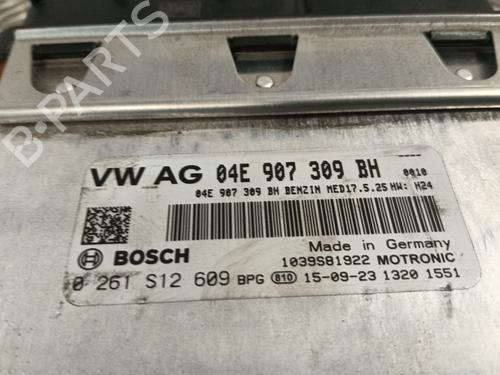 B-PARTS
VW AG 04E 907 309 BH 0010
04E 907 309 BH BENZIN MED17.5.25 HW: H24
BOSCH
Made in Germany
1039S81922 MOTRONIC
0 261 S12 609 BPG 810 15-09-23 1320 1551